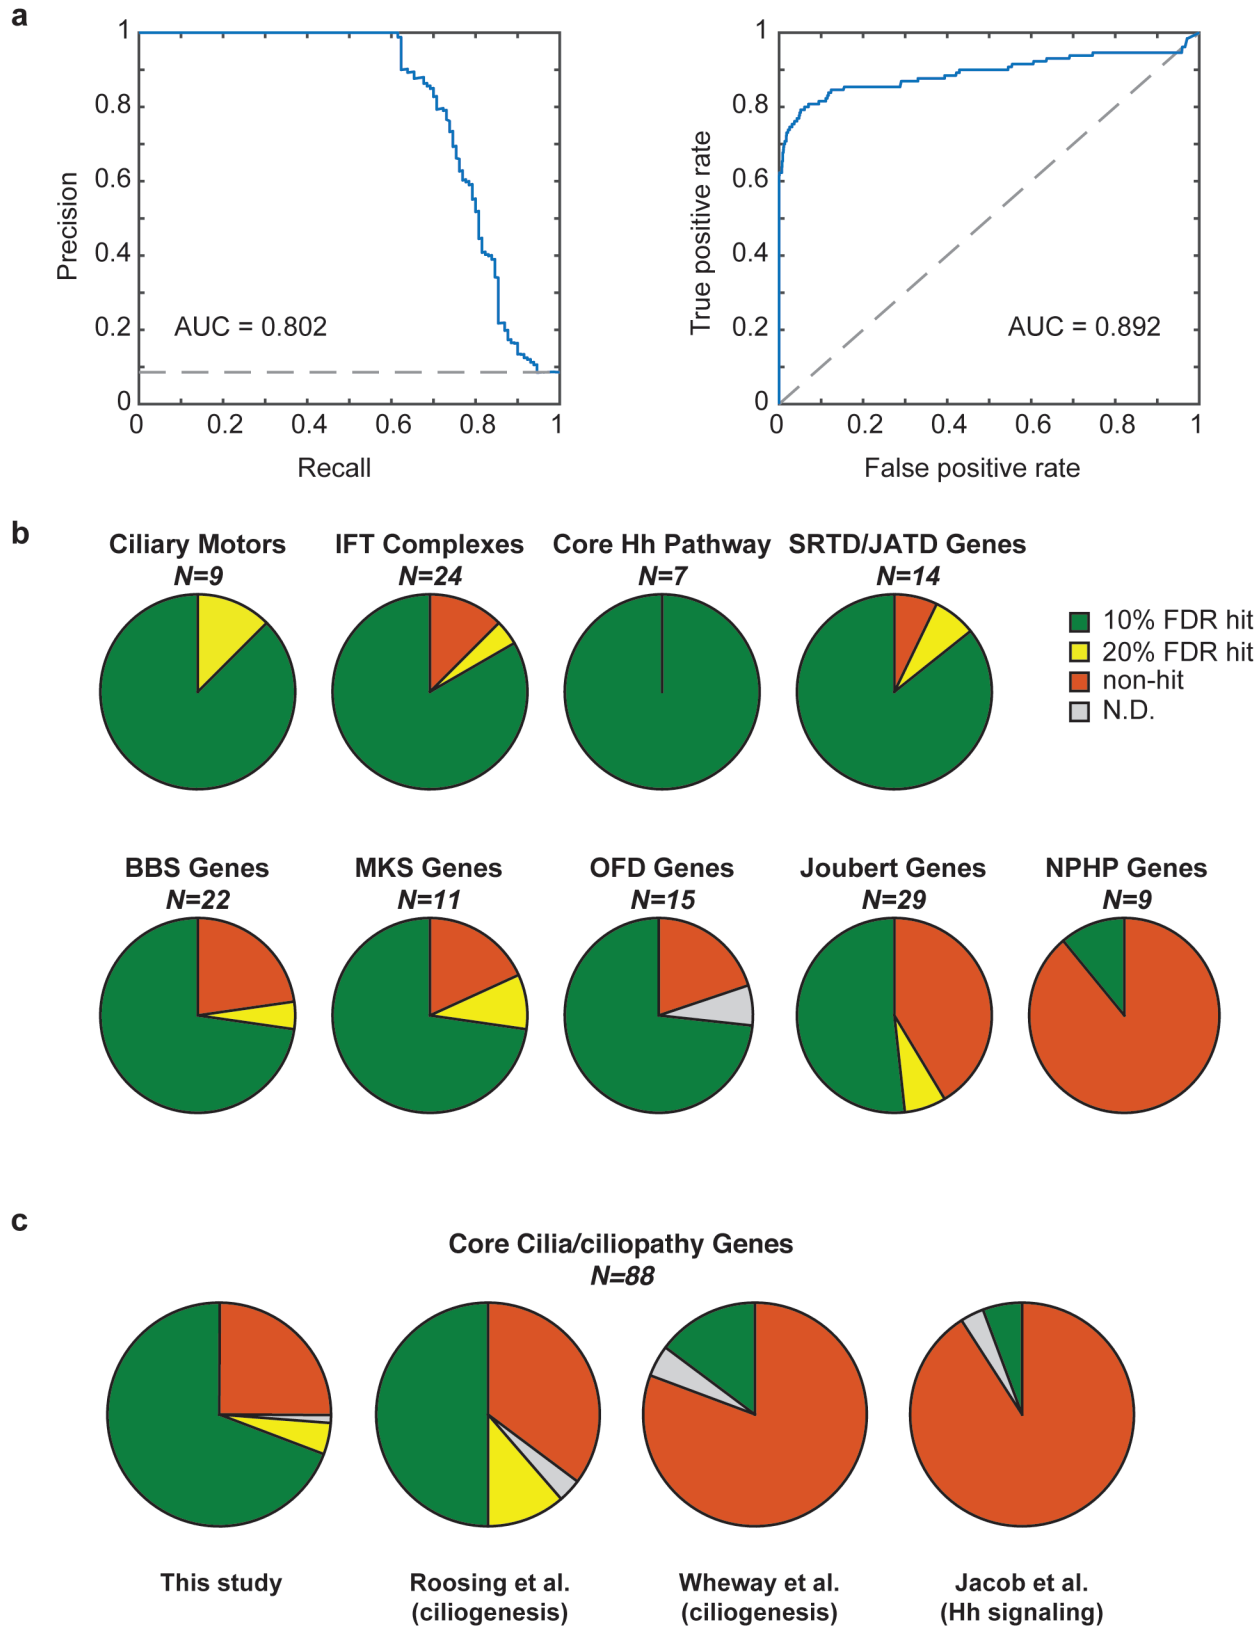 a
1
0.8
0.6
0.4
0.2
0
Precision
AUC = 0.802
0 0.2 0.4 0.6 0.8 1
Recall
1
0.8
0.6
0.4
0.2
0
True positive rate
AUC = 0.892
0 0.2 0.4 0.6 0.8 1
False positive rate
b
Ciliary Motors
N=9
IFT Complexes
N=24
Core Hh Pathway
N=7
SRTD/JATD Genes
N=14
10% FDR hit
20% FDR hit
non-hit
N.D.
BBS Genes
N=22
MKS Genes
N=11
OFD Genes
N=15
Joubert Genes
N=29
NPHP Genes
N=9
c
Core Cilia/ciliopathy Genes
N=88
This study
Roosing et al.
(ciliogenesis)
Wheway et al.
(ciliogenesis)
Jacob et al.
(Hh signaling)